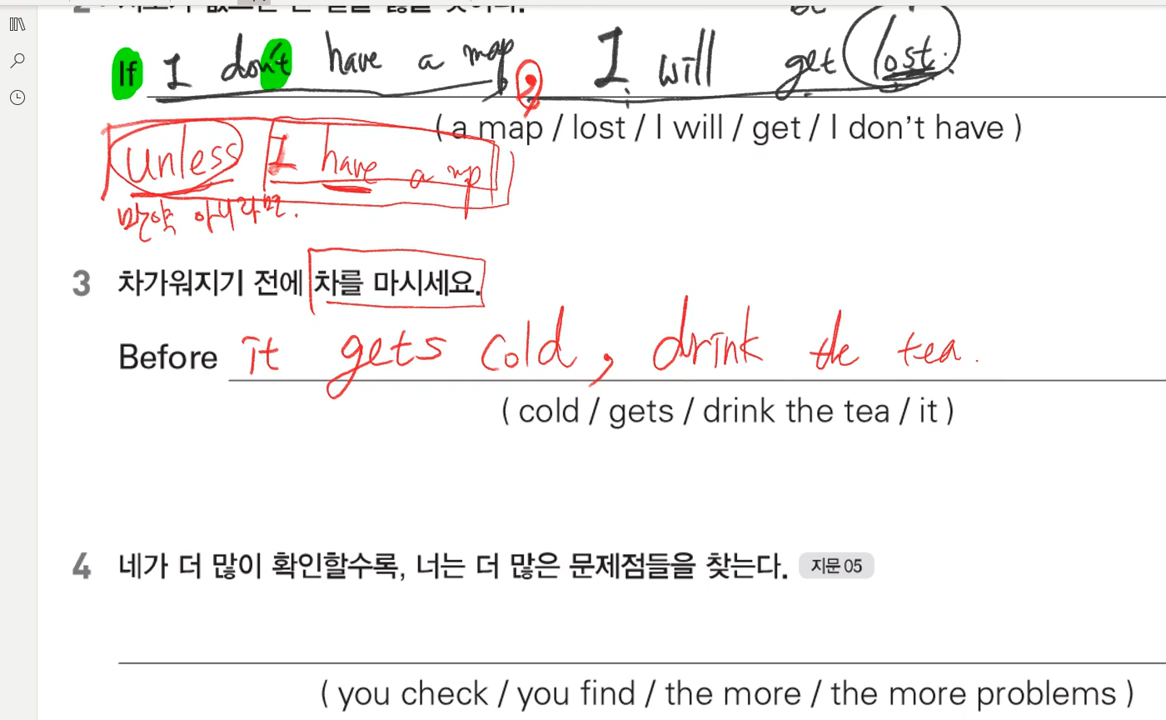 If I don't have a map, I will get lost.
( a map / lost / I will / get / I don't have )
unless I have a map
만약 아니라면.
3 차가워지기 전에 차를 마시세요.
Before it gets cold, drink the tea.
( cold / gets / drink the tea / it )
4 네가 더 많이 확인할수록, 너는 더 많은 문제점들을 찾는다. 지문 05
( you check / you find / the more / the more problems )